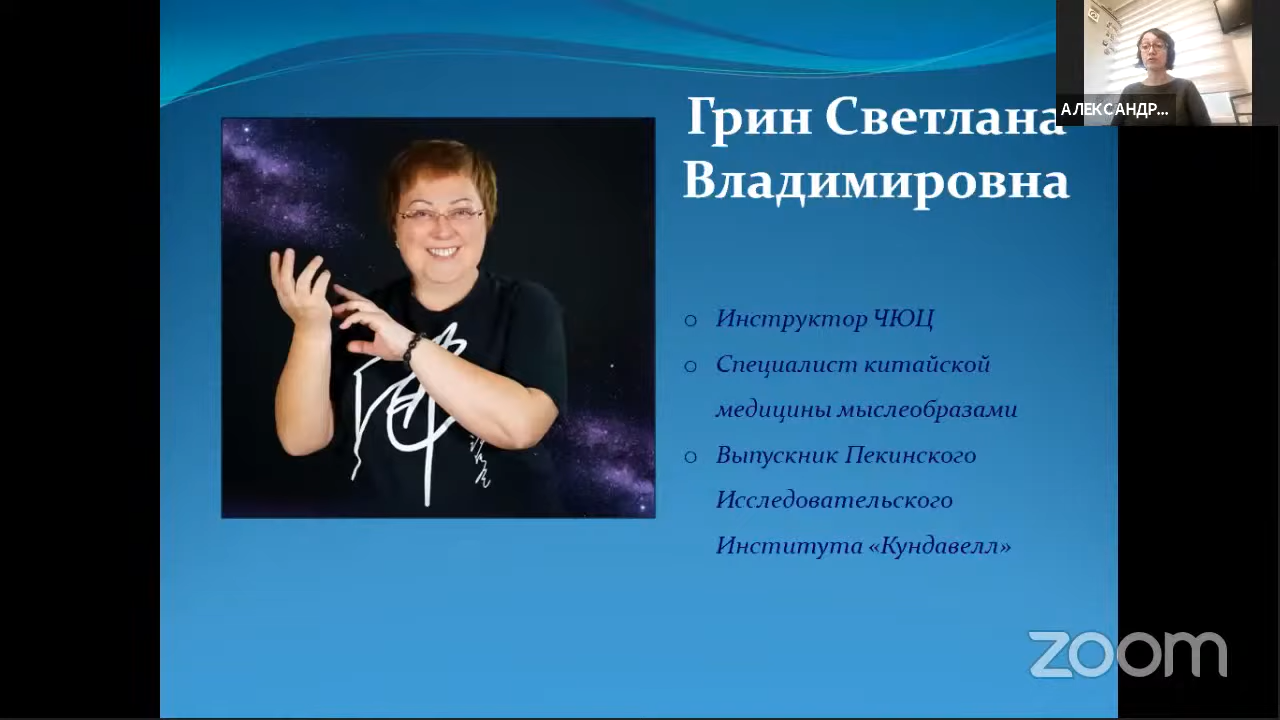 АЛЕКСАНДР...
Грин Светлана
Владимировна
Инструктор ЧЮЦ
Специалист китайской
медицины мыслеобразами
Выпускник Пекинского
Исследовательского
Института «Кундавелл»
zoom